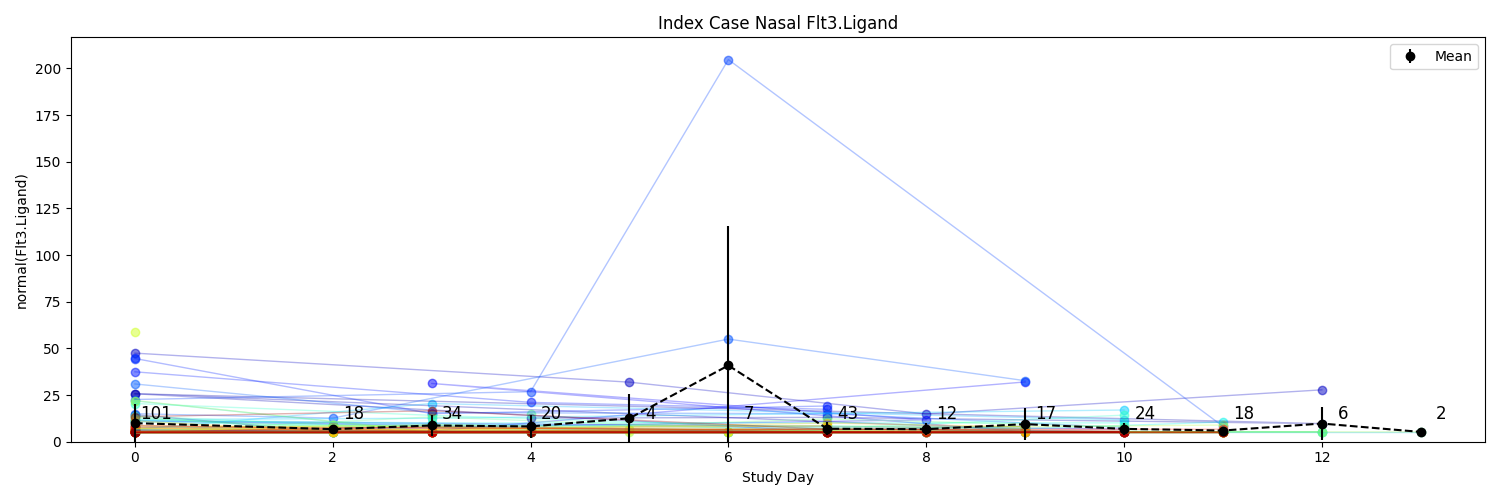 Index Case Nasal Flt3.Ligand
Mean
normal(Flt3.Ligand)
200
175
150
125
100
75
50
25
0
101 18 34 20 4 7 43 12 17 24 18 6 2
0 2 4 6 8 10 12
Study Day